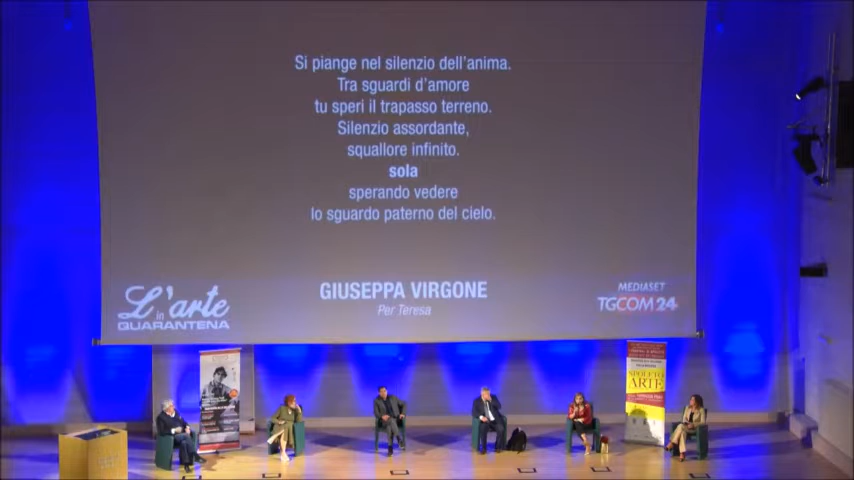 Si piange nel silenzio dell'anima.
Tra sguardi d'amore
tu speri il trapasso terreno.
Silenzio assordante,
squallore infinito.
sola
sperando vedere
lo sguardo paterno del cielo.
GIUSEPPA VIRGONE
Per Teresa
L'arte
in
QUARANTENA
MEDIASET
TGCOM24
SPOLETO
ARTE